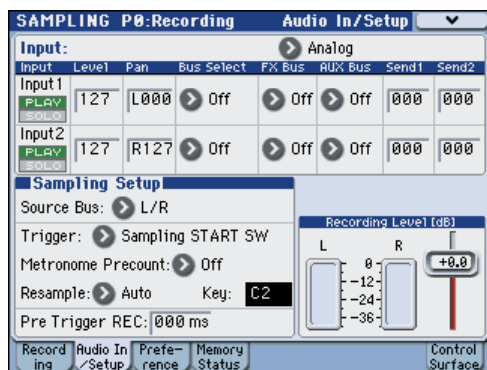 SAMPLING P0:Recording Audio In/Setup
Input: Analog
Input Level Pan Bus Select FX Bus AUX Bus Send1 Send2
Input1
PLAY 127 L000 Off Off Off 000 000
SOLO
Input2
PLAY 127 R127 Off Off Off 000 000
SOLO
Sampling Setup
Source Bus: L/R
Trigger: Sampling START SW
Metronome Precount: Off
Resample: Auto Key: C2
Pre Trigger REC: 000 ms
Recording Level [dB]
L R
0
-12
-24
-36
+0.0
Record
ing
Audio In
/Setup
Prefe-
rence
Memory
Status
Control
Surface